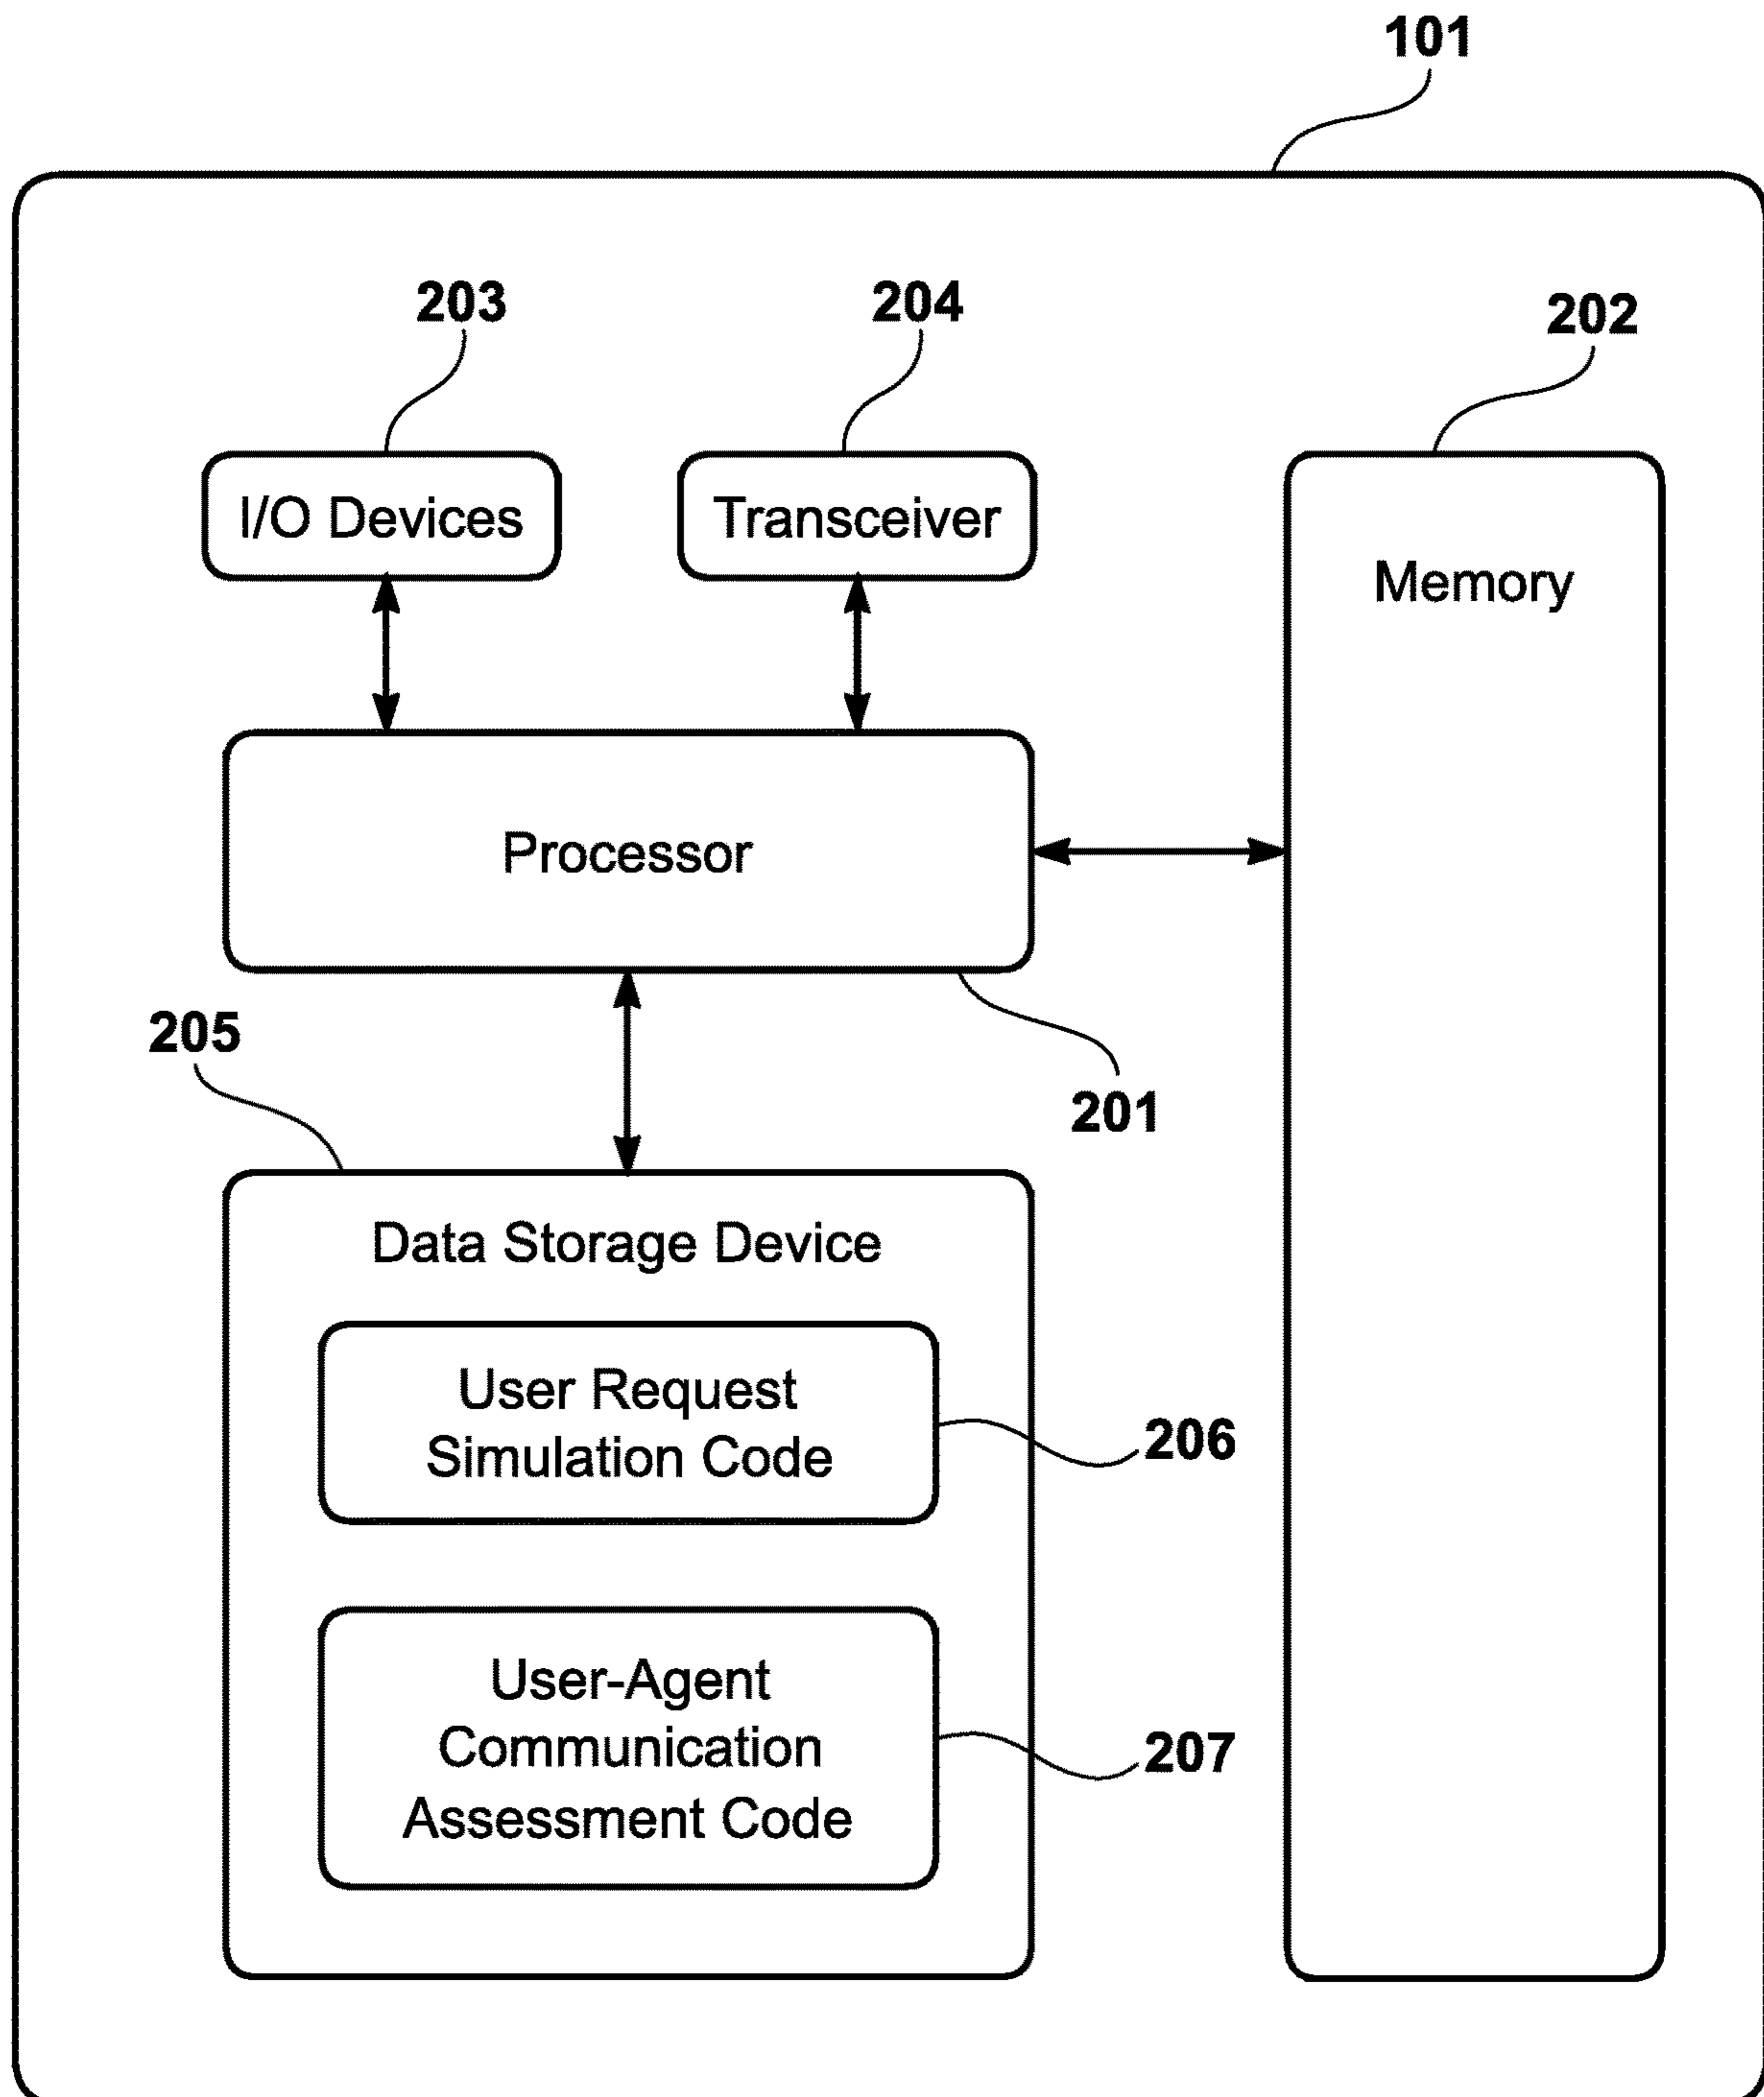 101
203
204
202
I/O Devices
Transceiver
Memory
Processor
205
201
Data Storage Device
User Request
Simulation Code
206
User-Agent
Communication
Assessment Code
207